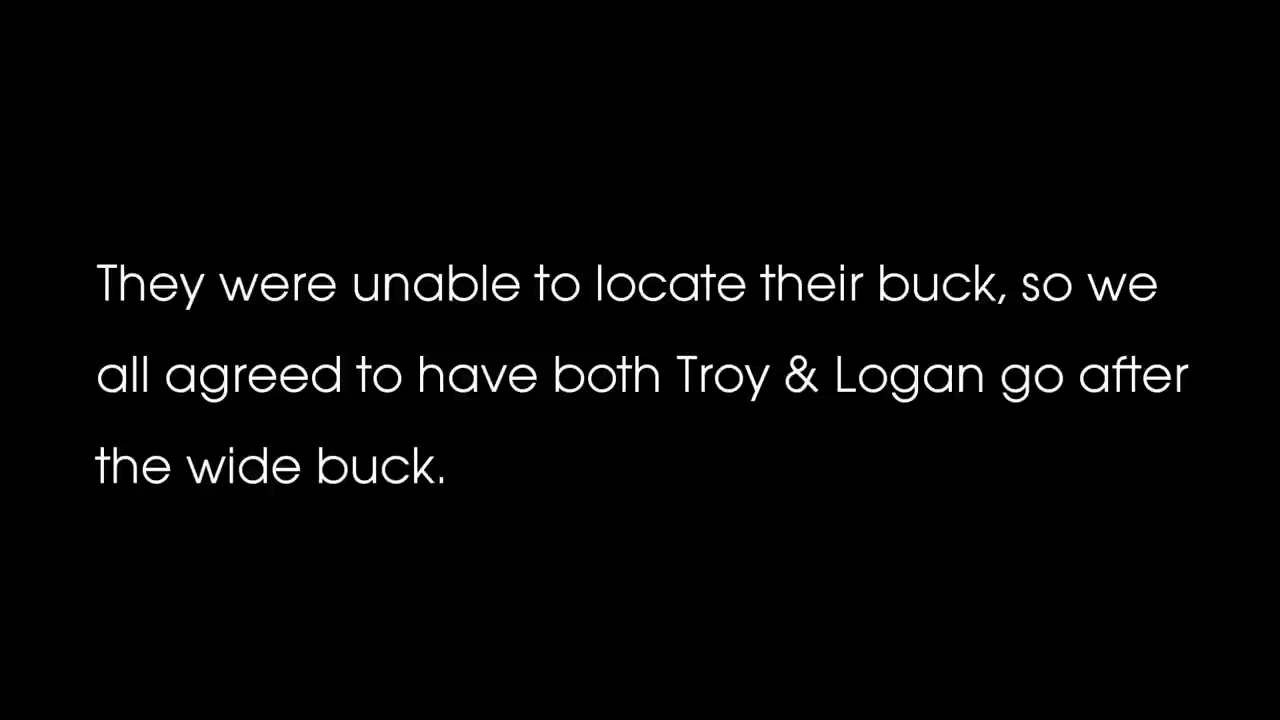 They were unable to locate their buck, so we
all agreed to have both Troy & Logan go after
the wide buck.